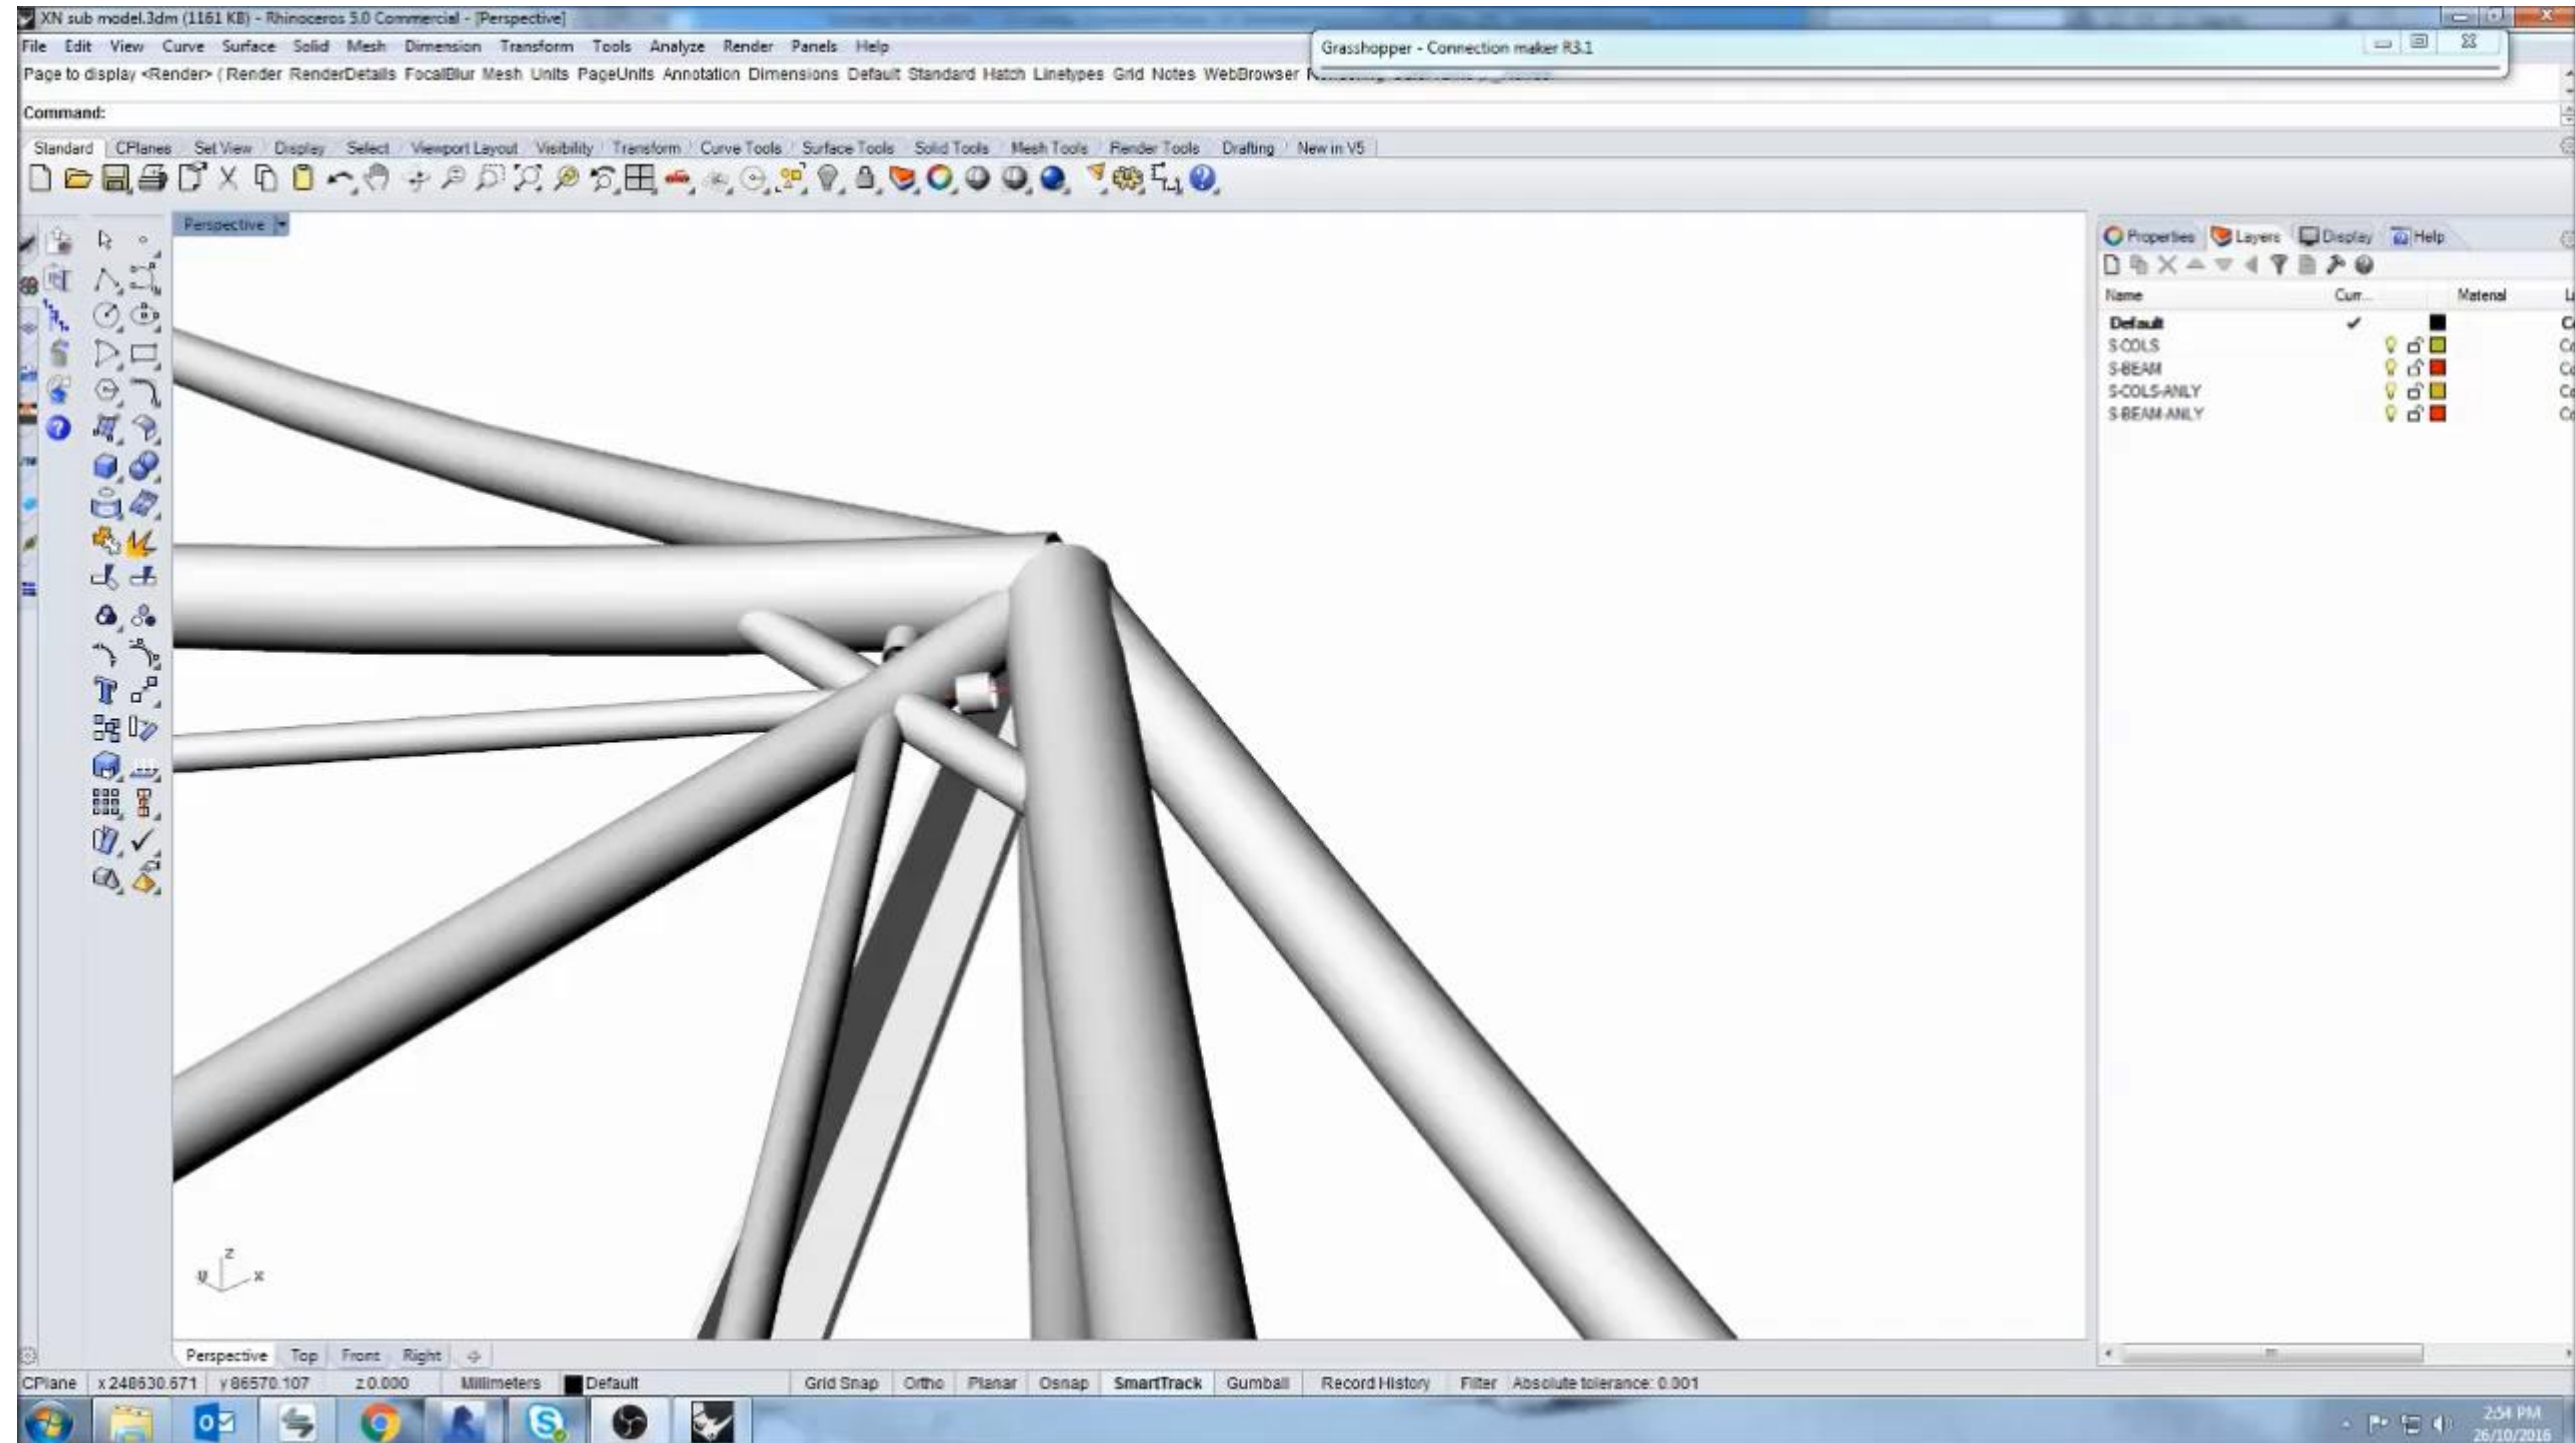 XN sub model.3dm (1161 KB) - Rhinoceros 5.0 Commercial - [Perspective]
File Edit View Curve Surface Solid Mesh Dimension Transform Tools Analyze Render Panels Help
Grasshopper - Connection maker R3.1
Page to display <Render> ( Render RenderDetails FocalBlur Mesh Units PageUnits Annotation Dimensions Default Standard Hatch Linetypes Grid Notes WebBrowser
Command:
Standard CPlanes Set View Display Select Viewport Layout Visibility Transform Curve Tools Surface Tools Solid Tools Mesh Tools Render Tools Drafting New in V5
Perspective
Properties Layers Display Help
Name Curr... Material
Default
S-COLS
S-BEAM
S-COLS-ANLY
S-BEAM-ANLY
z
y x
Perspective Top Front Right
CPlane x 248630.671 y 86570.107 z 0.000 Millimeters Default Grid Snap Ortho Planar Osnap SmartTrack Gumball Record History Filter Absolute tolerance: 0.001
2:54 PM
26/10/2016